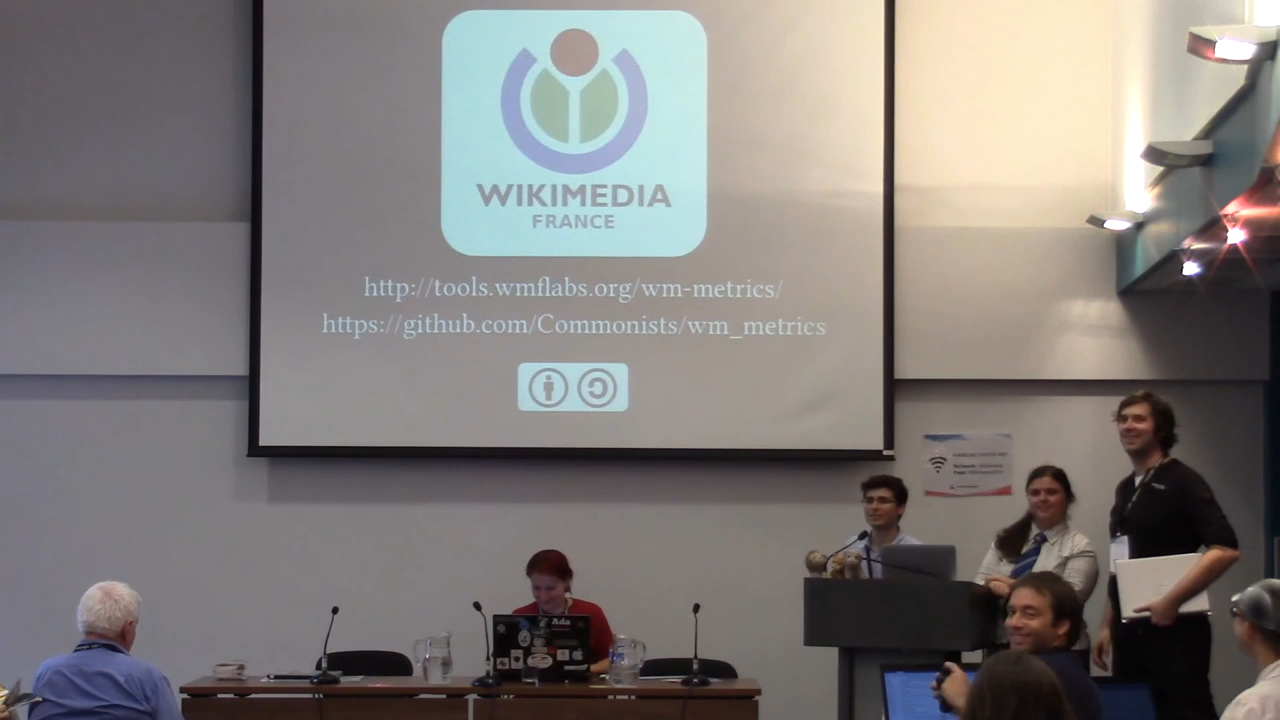 WIKIMEDIA
FRANCE
http://tools.wmflabs.org/wm-metrics/
https://github.com/Commonists/wm_metrics
Ada